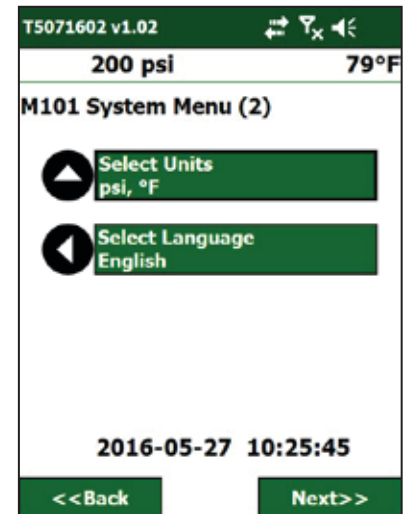 T5071602 v1.02
200 psi 79°F
M101 System Menu (2)
Select Units
psi, °F
Select Language
English
2016-05-27 10:25:45
<<Back Next>>